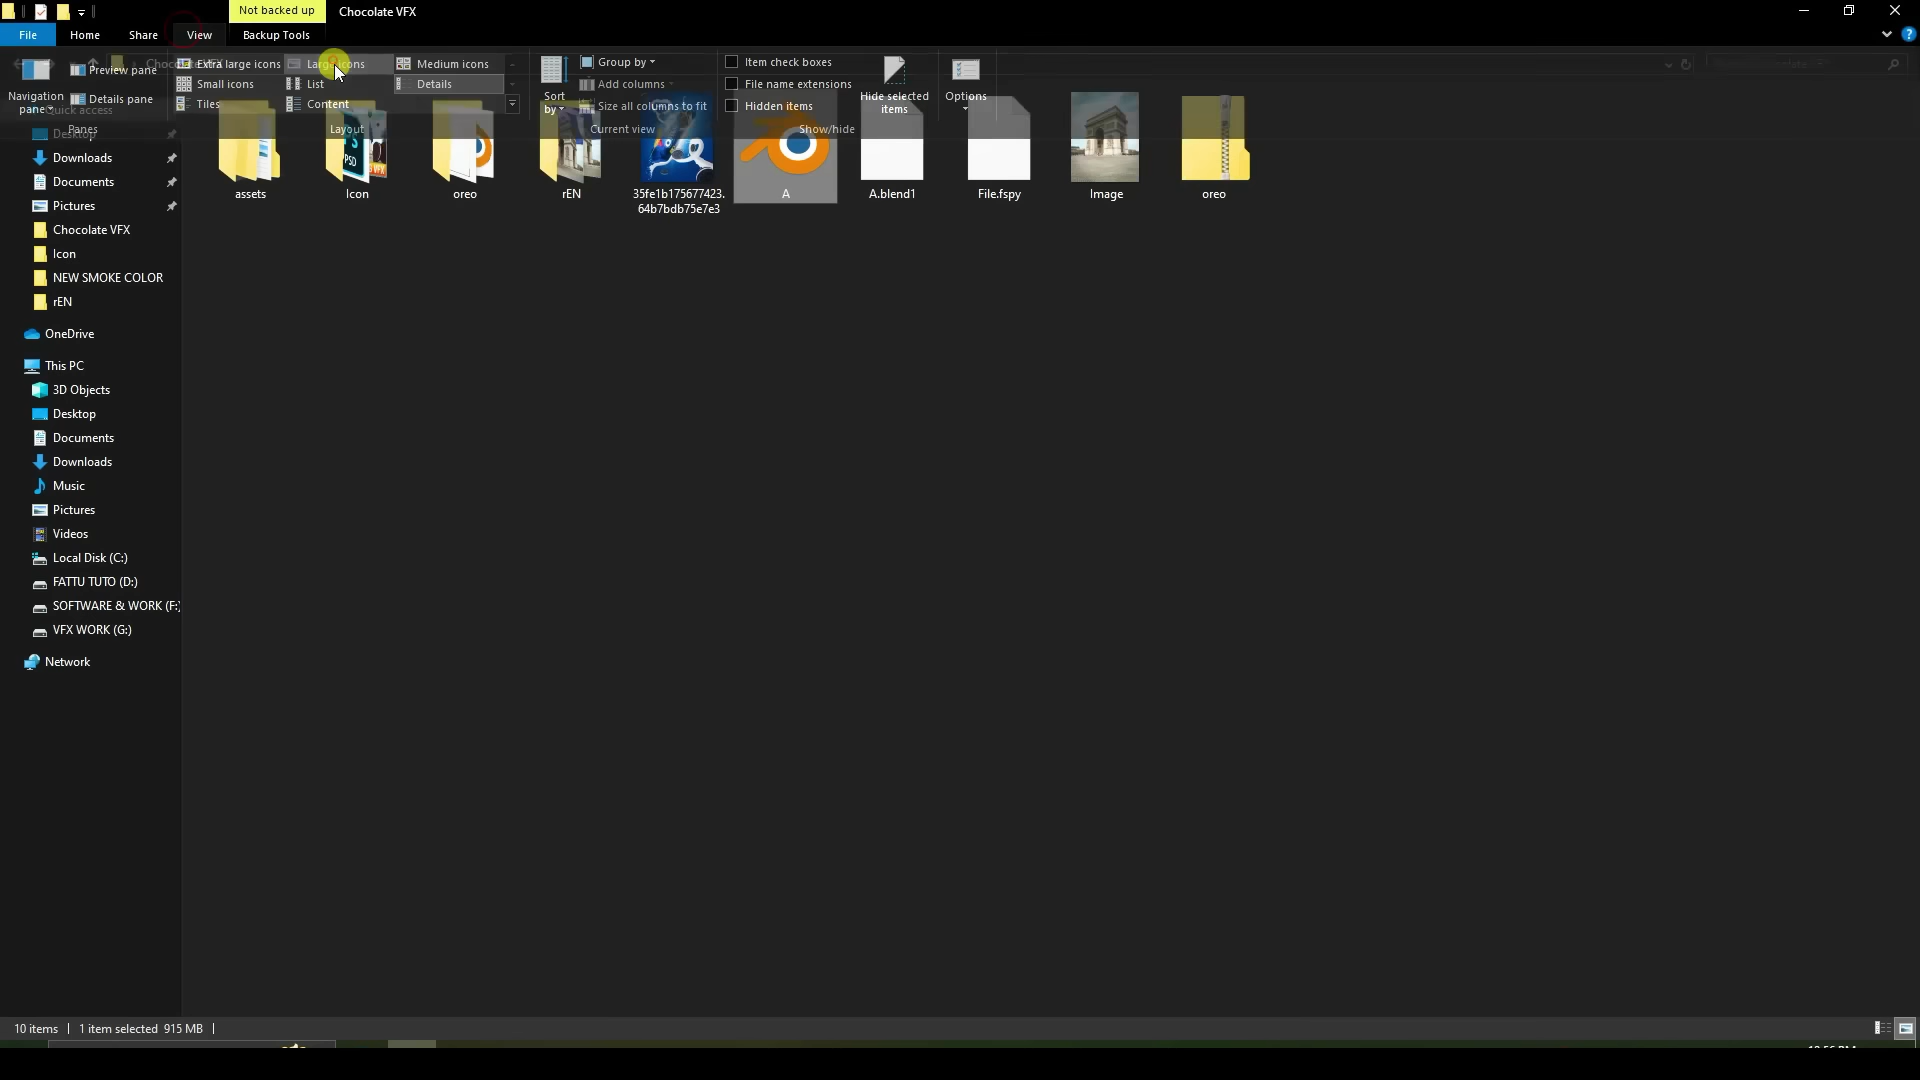 Not backed up
Chocolate VFX
File
Home
Share
View
Backup Tools
Navigation
pane
Preview pane
Details pane
Panes
Extra large icons
Large icons
Medium icons
Small icons
List
Details
Tiles
Content
Layout
Sort
by
Group by
Add columns
Size all columns to fit
Current view
Item check boxes
File name extensions
Hidden items
Hide selected
items
Show/hide
Options
Quick access
Desktop
Downloads
Documents
Pictures
Chocolate VFX
Icon
NEW SMOKE COLOR
rEN
OneDrive
This PC
3D Objects
Desktop
Documents
Downloads
Music
Pictures
Videos
Local Disk (C:)
FATTU TUTO (D:)
SOFTWARE & WORK (F:)
VFX WORK (G:)
Network
assets
PSD
Icon
oreo
rEN
35fe1b175677423.
64b7bdb75e7e3
A
A.blend1
File.fspy
Image
oreo
10 items
1 item selected 915 MB